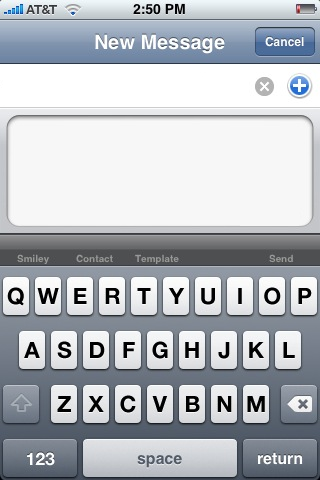 AT&T 2:50 PM
New Message Cancel
Smiley Contact Template Send
Q W E R T Y U I O P
A S D F G H J K L
Z X C V B N M
123 space return